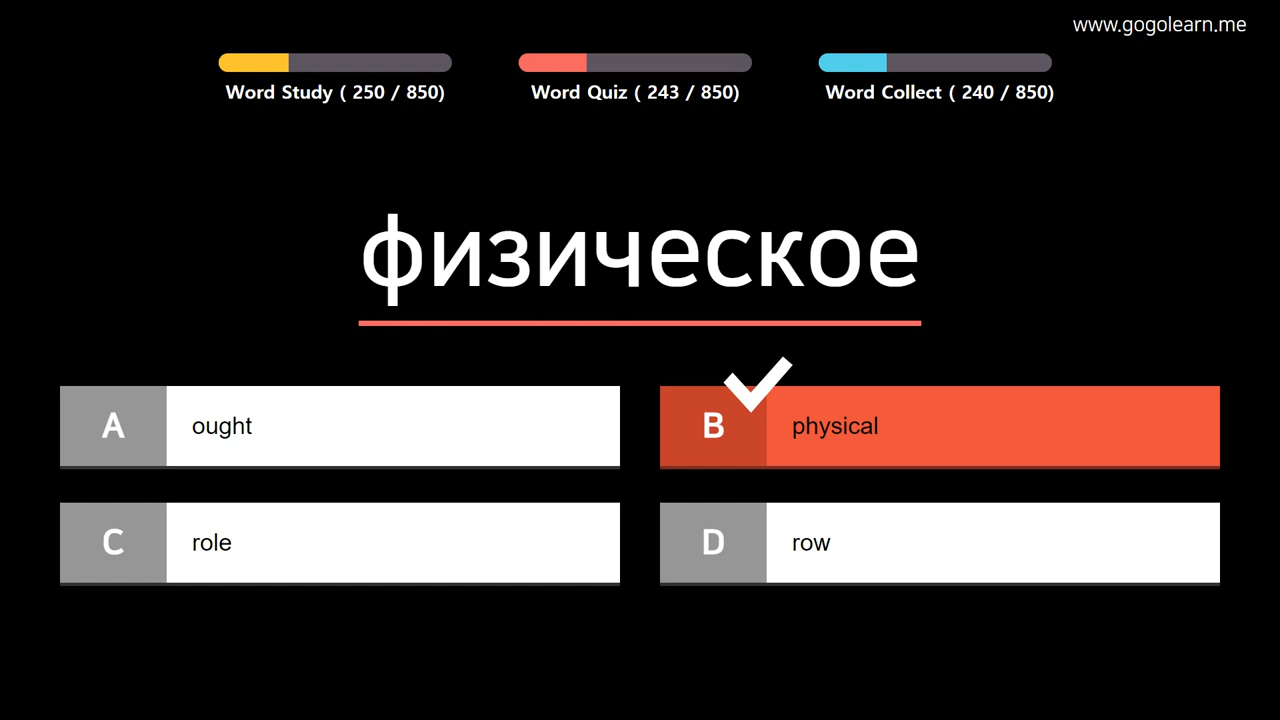 www.gogolearn.me
Word Study ( 250 / 850)
Word Quiz ( 243 / 850)
Word Collect ( 240 / 850)
физическое
A ought
B physical
C role
D row